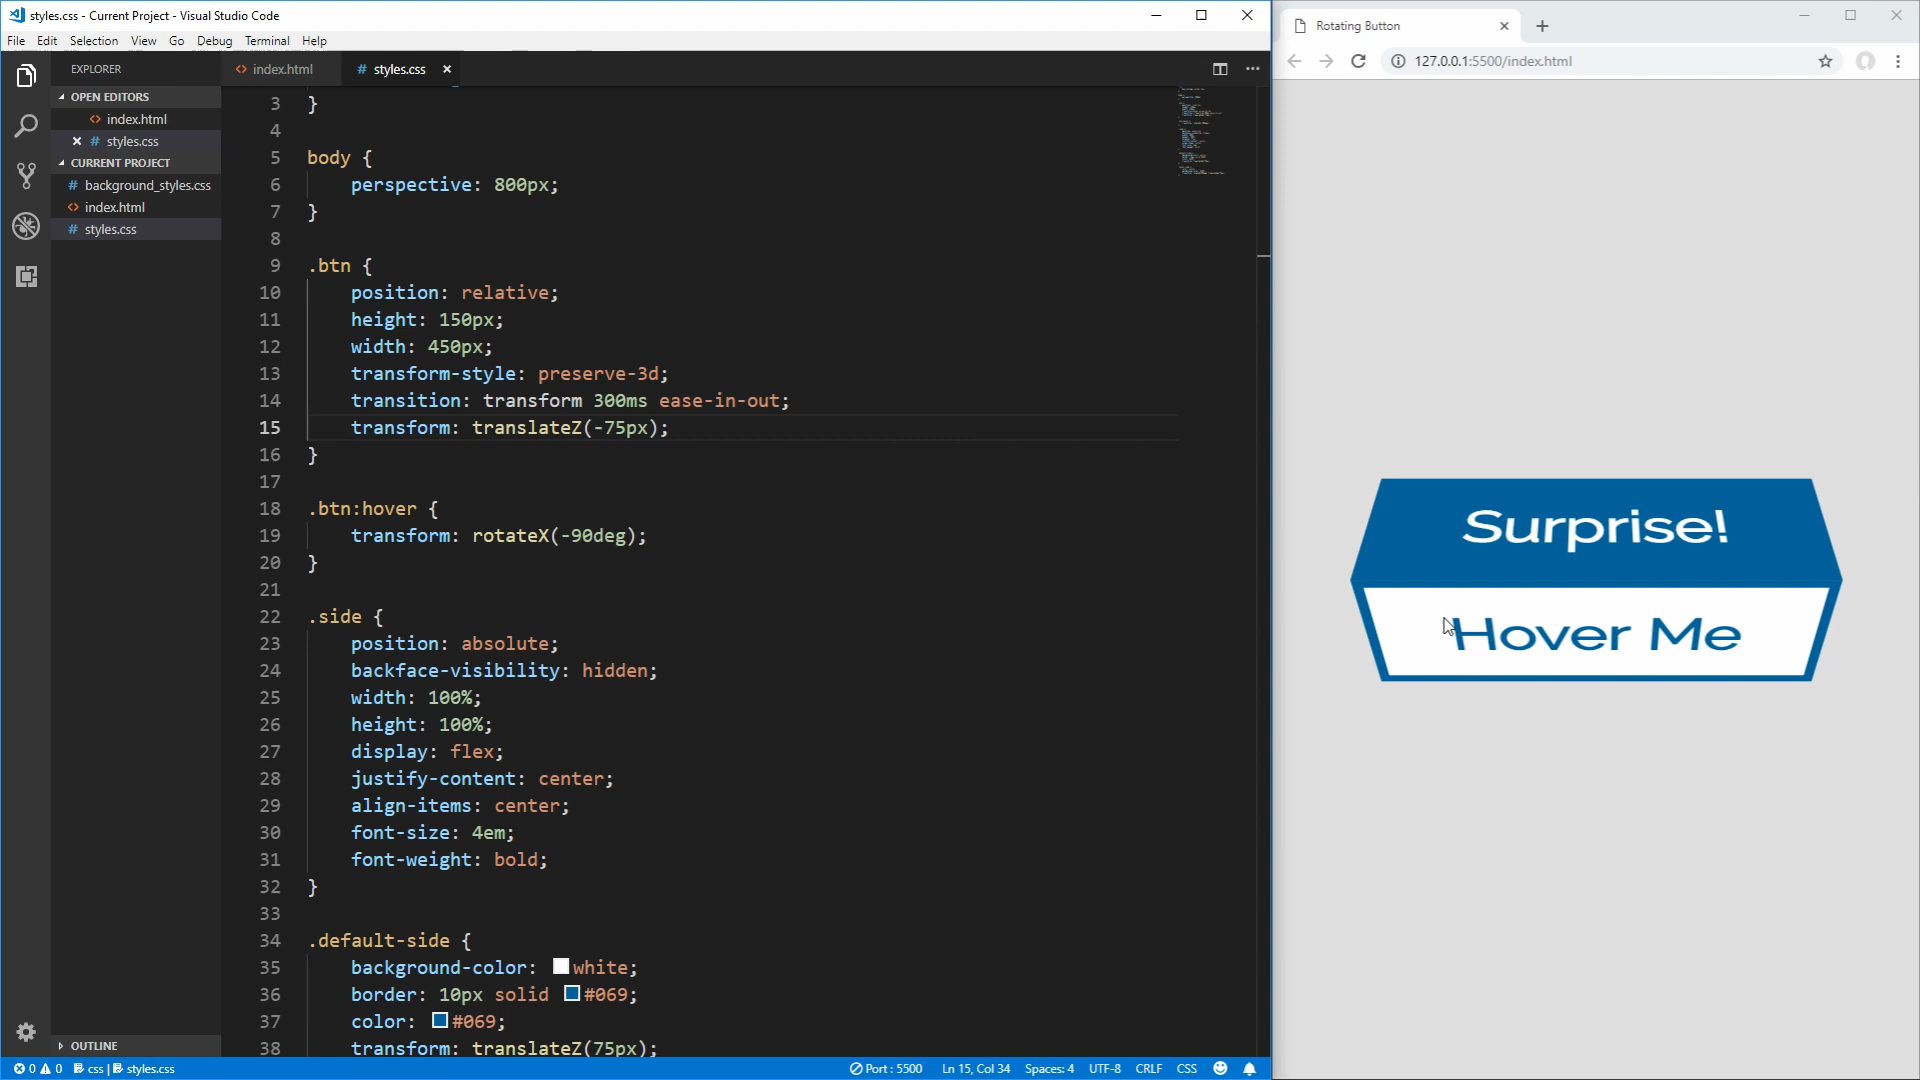 styles.css - Current Project - Visual Studio Code
File Edit Selection View Go Debug Terminal Help
EXPLORER
OPEN EDITORS
index.html
styles.css
CURRENT PROJECT
background_styles.css
index.html
styles.css
OUTLINE
index.html
styles.css
3 }
4
5 body {
6 perspective: 800px;
7 }
8
9 .btn {
10 position: relative;
11 height: 150px;
12 width: 450px;
13 transform-style: preserve-3d;
14 transition: transform 300ms ease-in-out;
15 transform: translateZ(-75px);
16 }
17
18 .btn:hover {
19 transform: rotateX(-90deg);
20 }
21
22 .side {
23 position: absolute;
24 backface-visibility: hidden;
25 width: 100%;
26 height: 100%;
27 display: flex;
28 justify-content: center;
29 align-items: center;
30 font-size: 4em;
31 font-weight: bold;
32 }
33
34 .default-side {
35 background-color: white;
36 border: 10px solid #069;
37 color: #069;
38 transform: translateZ(75px);
0 0 css | styles.css Port : 5500 Ln 15, Col 34 Spaces: 4 UTF-8 CRLF CSS
Rotating Button
127.0.0.1:5500/index.html
Surprise!
Hover Me